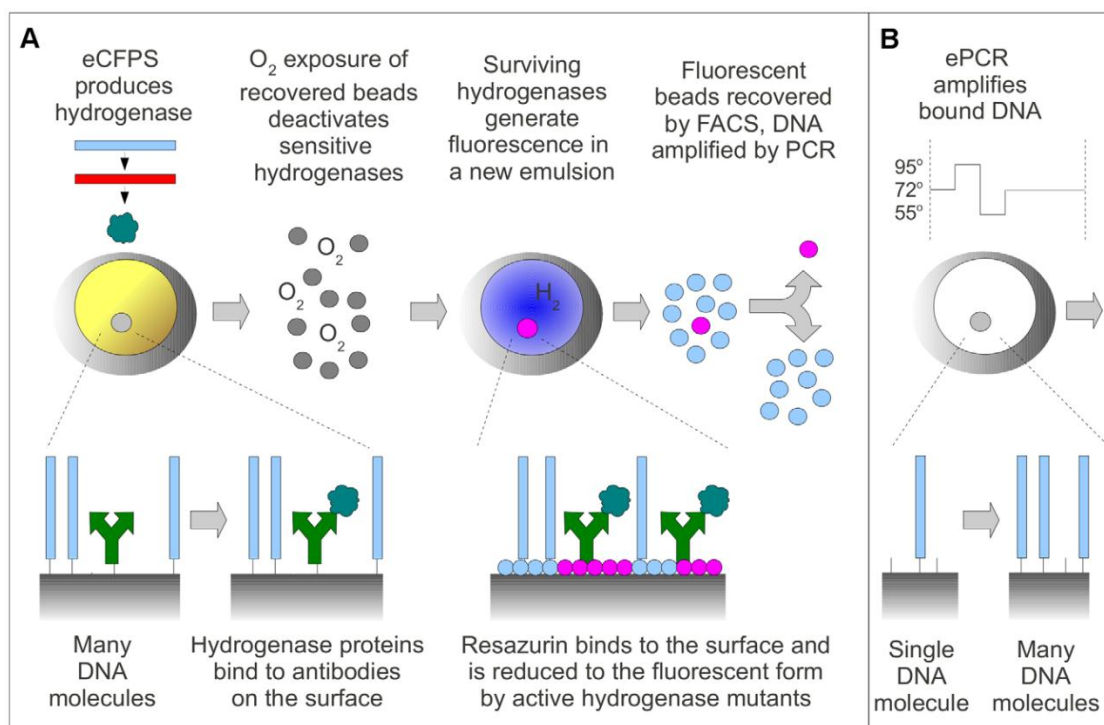 A
eCFPS
produces
hydrogenase
O₂ exposure of
recovered beads
deactivates
sensitive
hydrogenases
Surviving
hydrogenases
generate
fluorescence in
a new emulsion
Fluorescent
beads recovered
by FACS, DNA
amplified by PCR
O₂
O₂
O₂
H₂
Many
DNA
molecules
Hydrogenase proteins
bind to antibodies
on the surface
Resazurin binds to the surface and
is reduced to the fluorescent form
by active hydrogenase mutants
B
ePCR
amplifies
bound DNA
95°
72°
55°
Single
DNA
molecule
Many
DNA
molecules